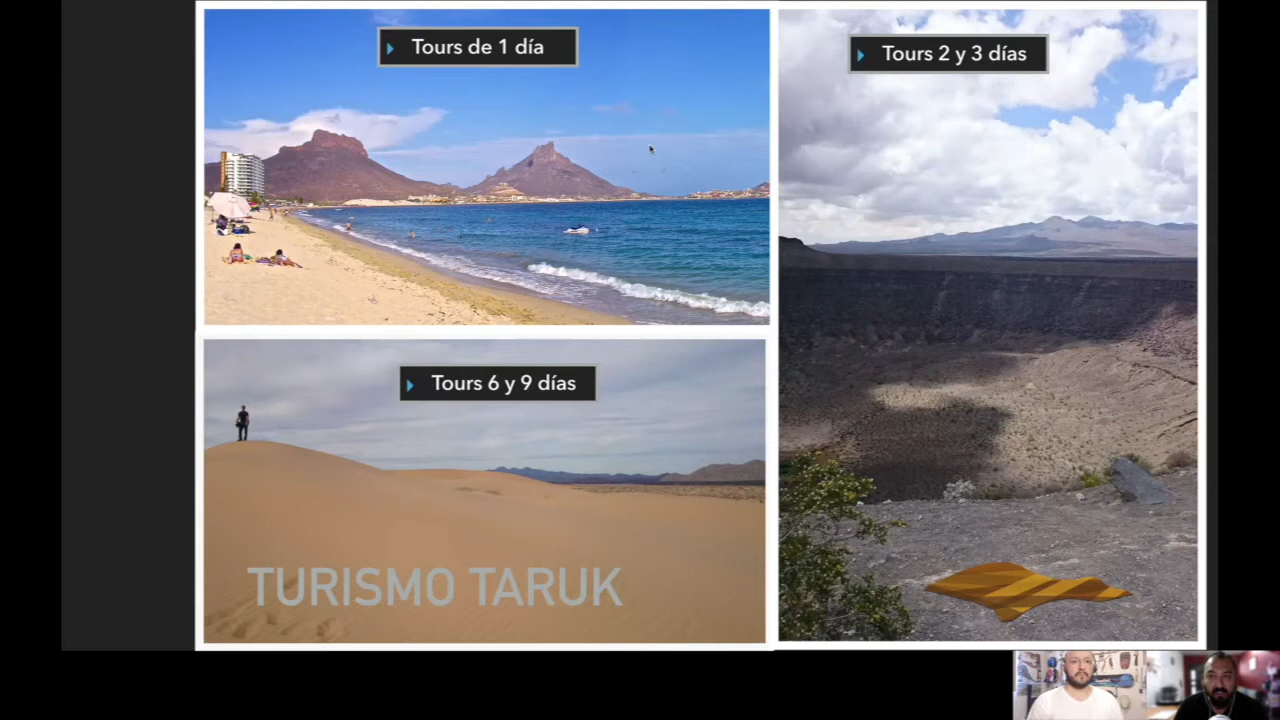 Tours de 1 día
Tours 2 y 3 días
Tours 6 y 9 días
TURISMO TARUK